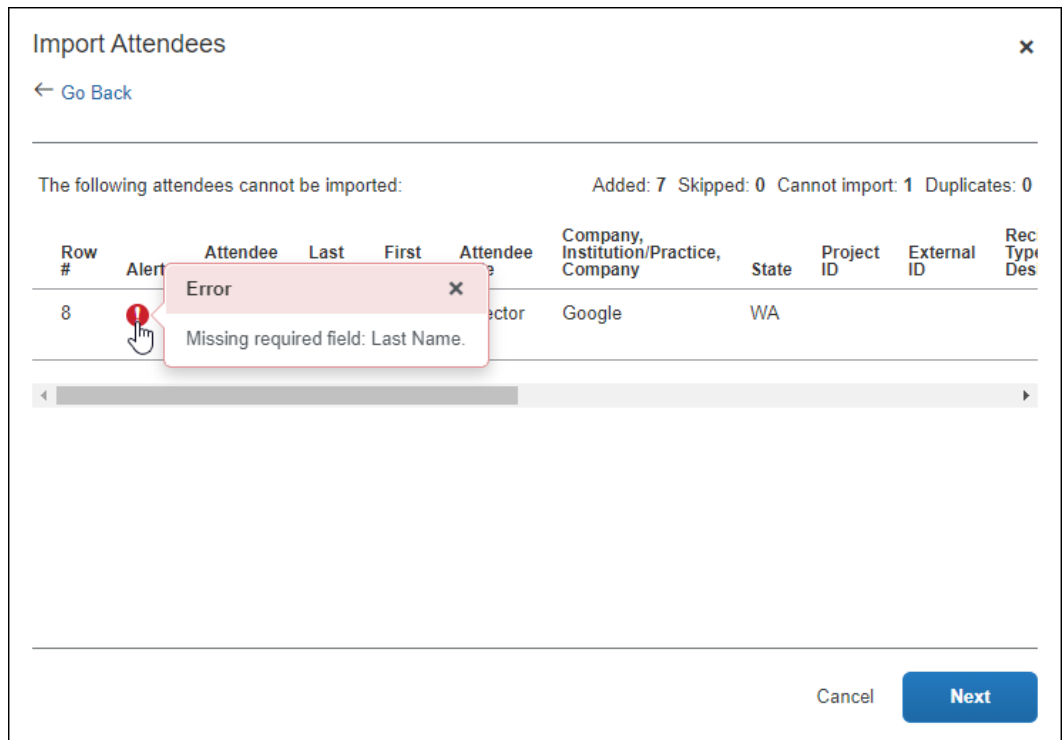 Import Attendees
← Go Back
The following attendees cannot be imported: Added: 7 Skipped: 0 Cannot import: 1 Duplicates: 0
Company,
Institution/Practice,
Company
Row
#
Alert
Attendee
Last
First
Attendee
State
Project
ID
External
ID
8
Google
WA
Error
Missing required field: Last Name.
Cancel
Next